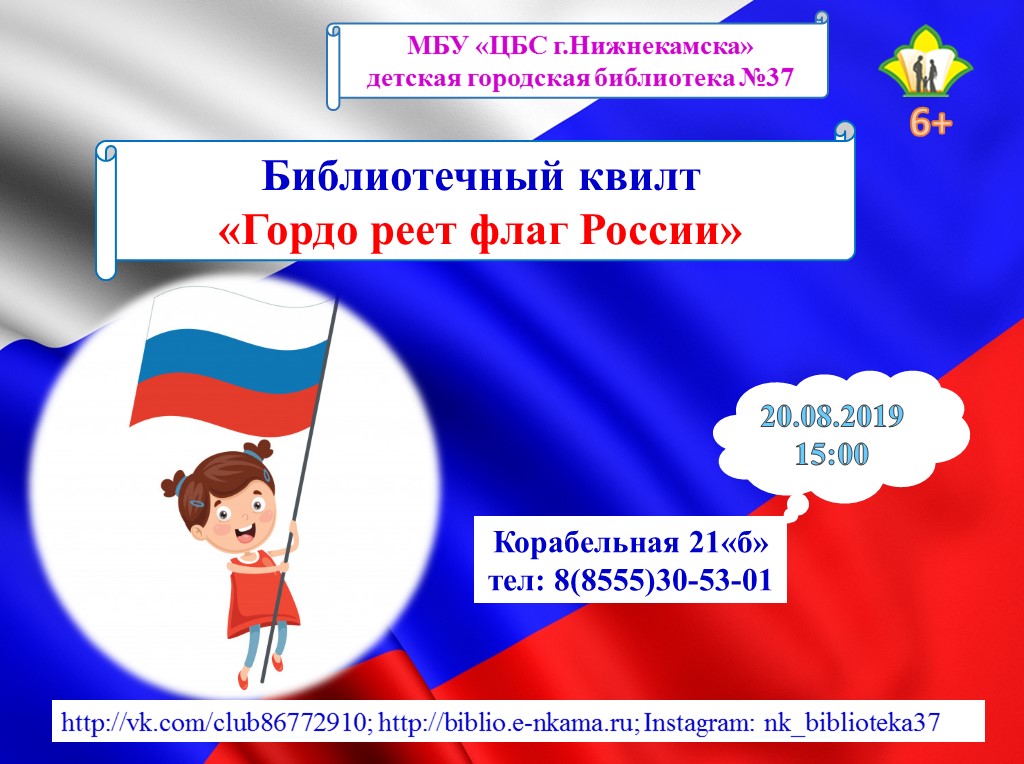 МБУ «ЦБС г.Нижнекамска»
детская городская библиотека №37
6+
Библиотечный квилт
«Гордо реет флаг России»
20.08.2019
15:00
Корабельная 21«б»
тел: 8(8555)30-53-01
http://vk.com/club86772910; http://biblio.e-nkama.ru; Instagram: nk_biblioteka37